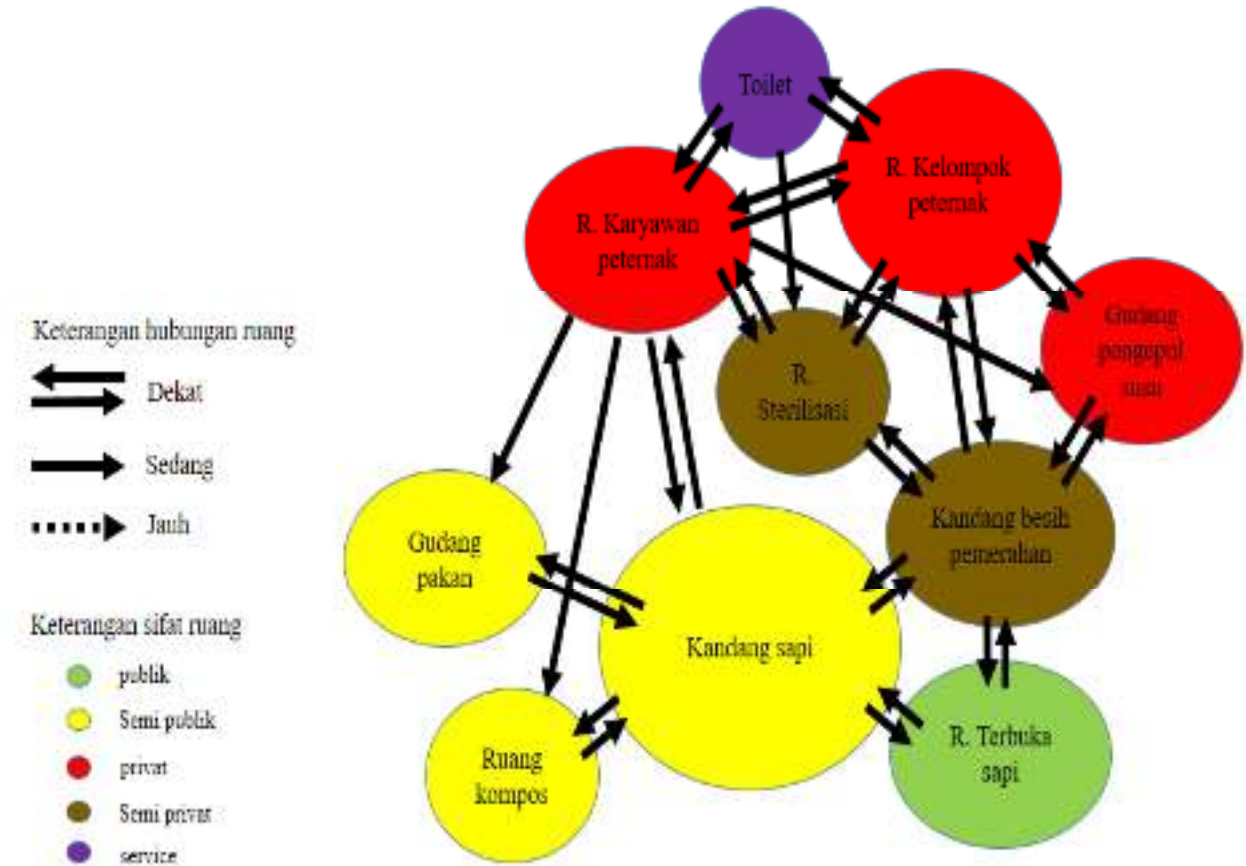 Toilet
R. Kelompok
peternak
R. Karyawan
peternak
Gudang
R.
Sterilisasi
Keterangan hubungan ruang
Dekat
Sedang
Jauh
Gudang
pakan
Kandang besih
pemerahan
Kandang sapi
Keterangan sifat ruang
publik
Semi publik
privat
Semi privat
service
Ruang
kompos
R. Terbuka
sapi